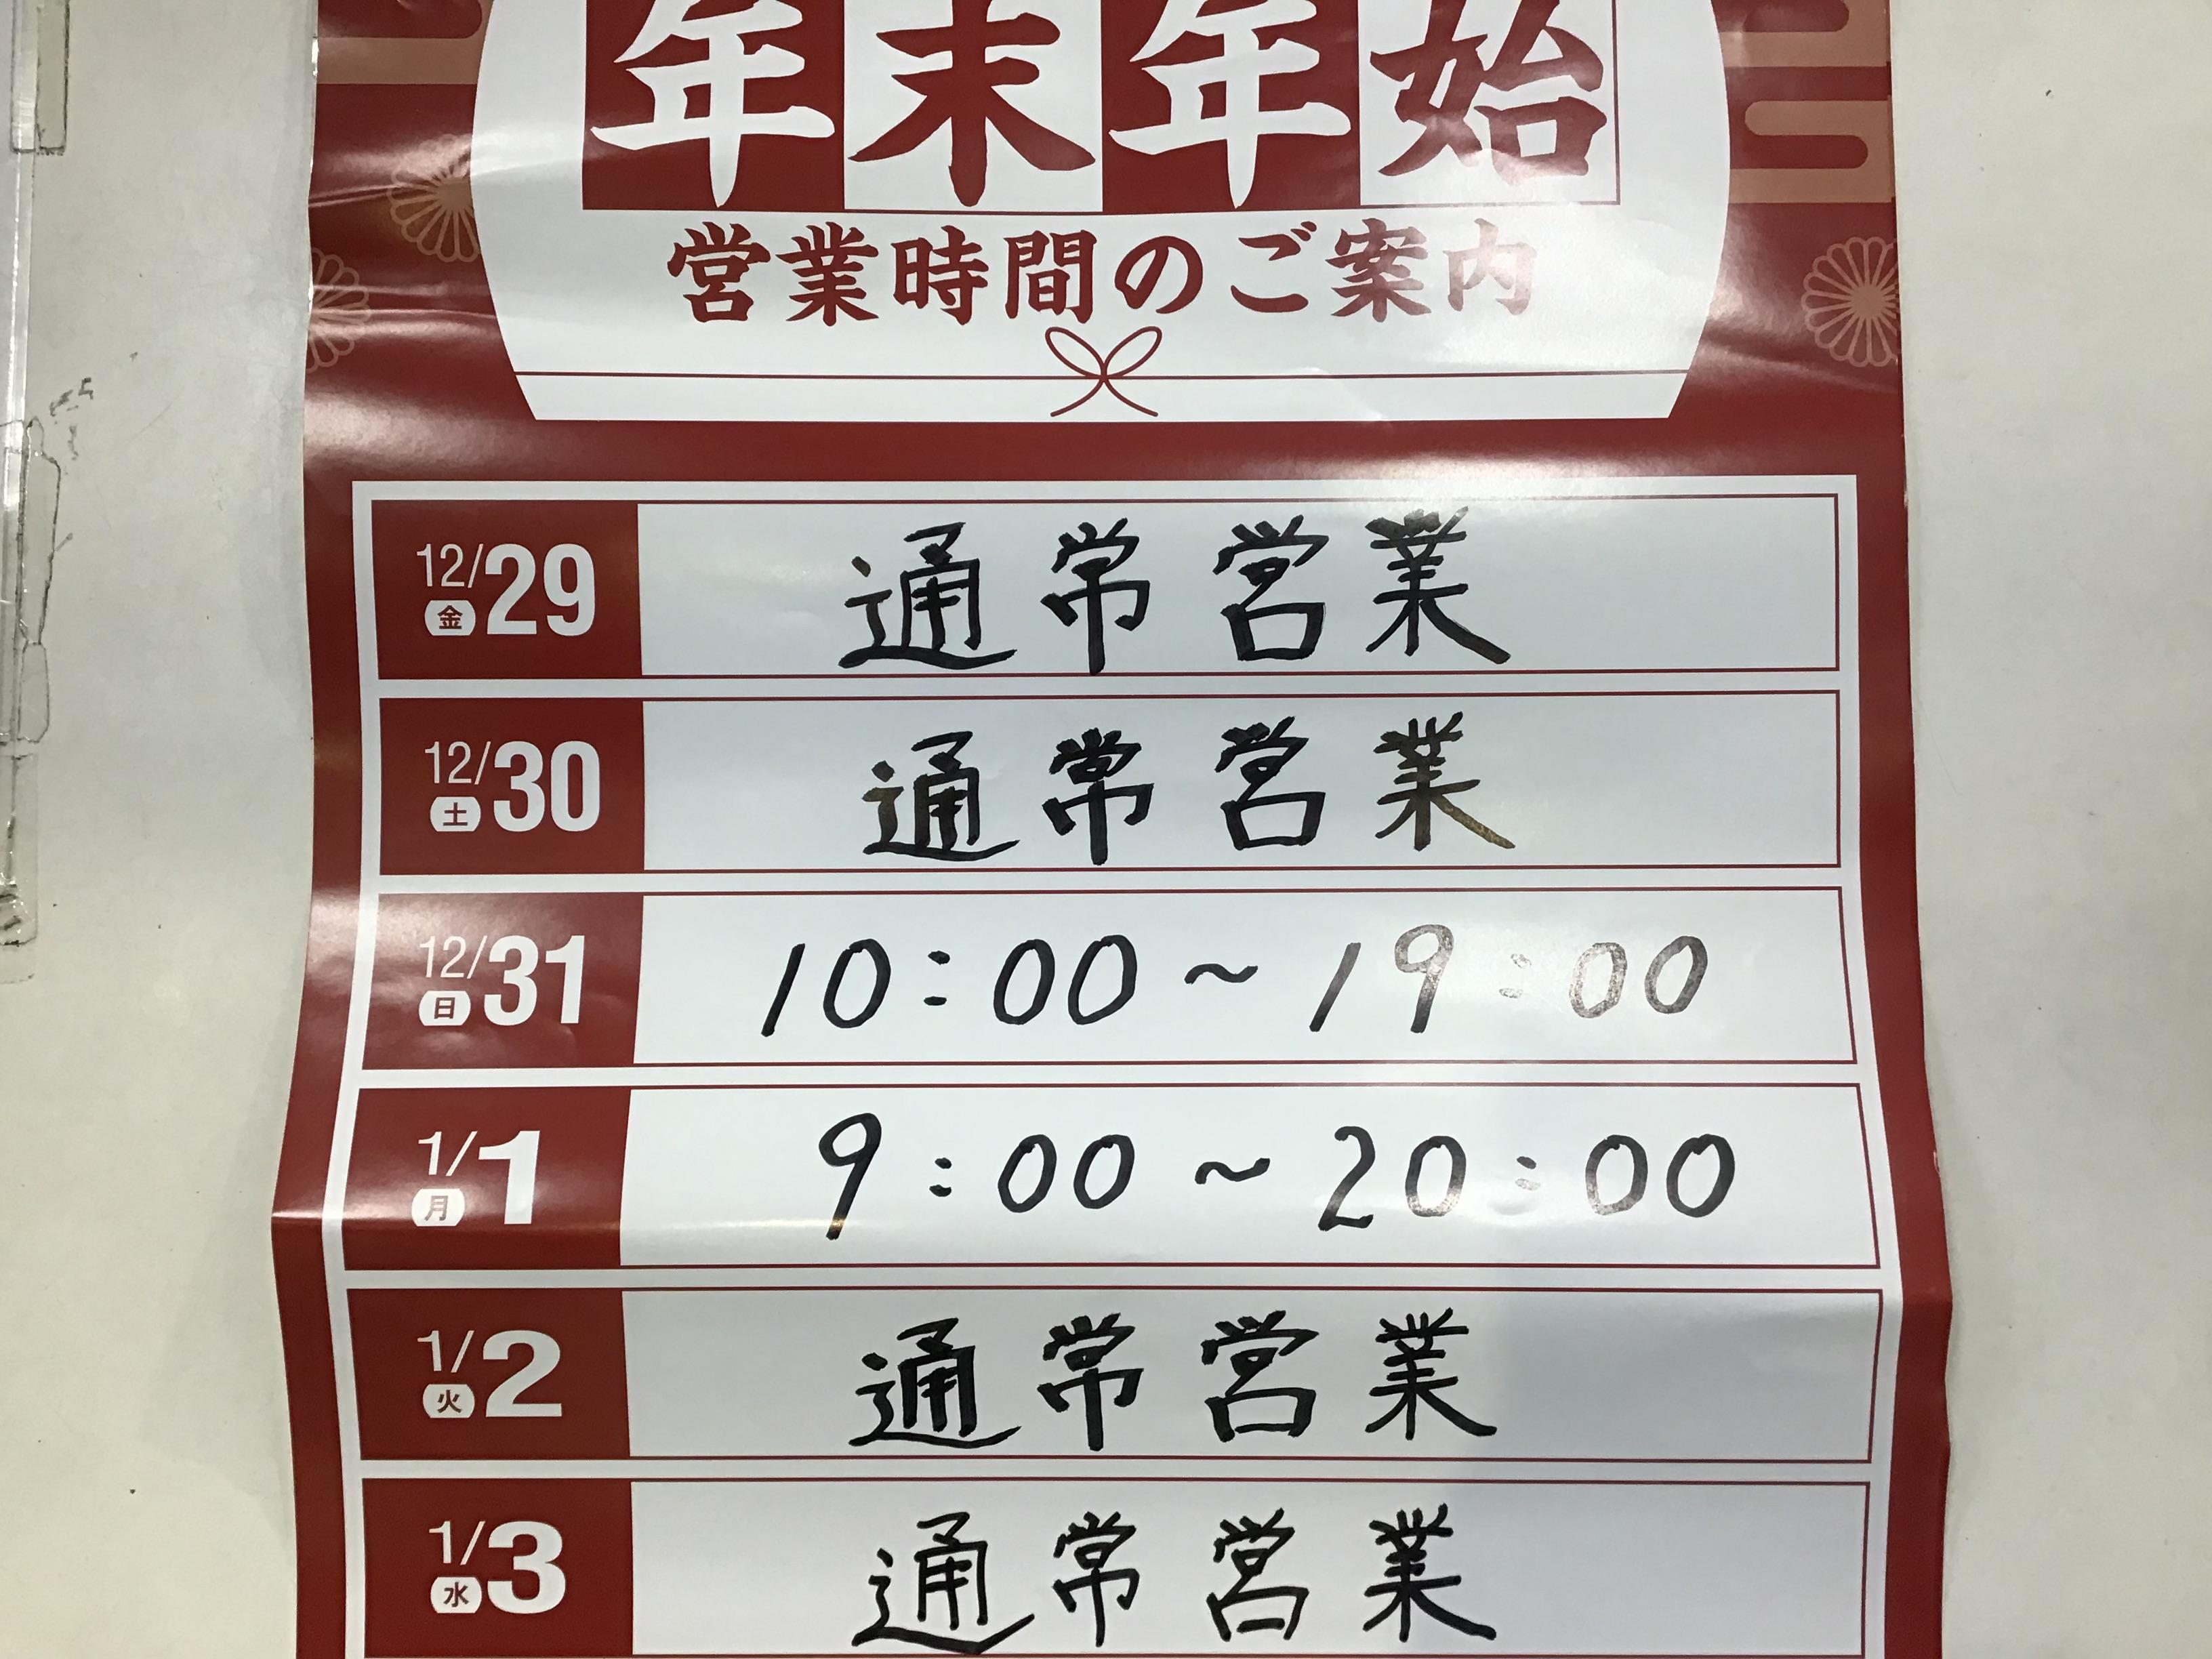 年末年始
営業時間のご案内
12/29 金 通常営業
12/30 土 通常営業
12/31 日 10:00~19:00
1/1 月 9:00~20:00
1/2 火 通常営業
1/3 水 通常営業